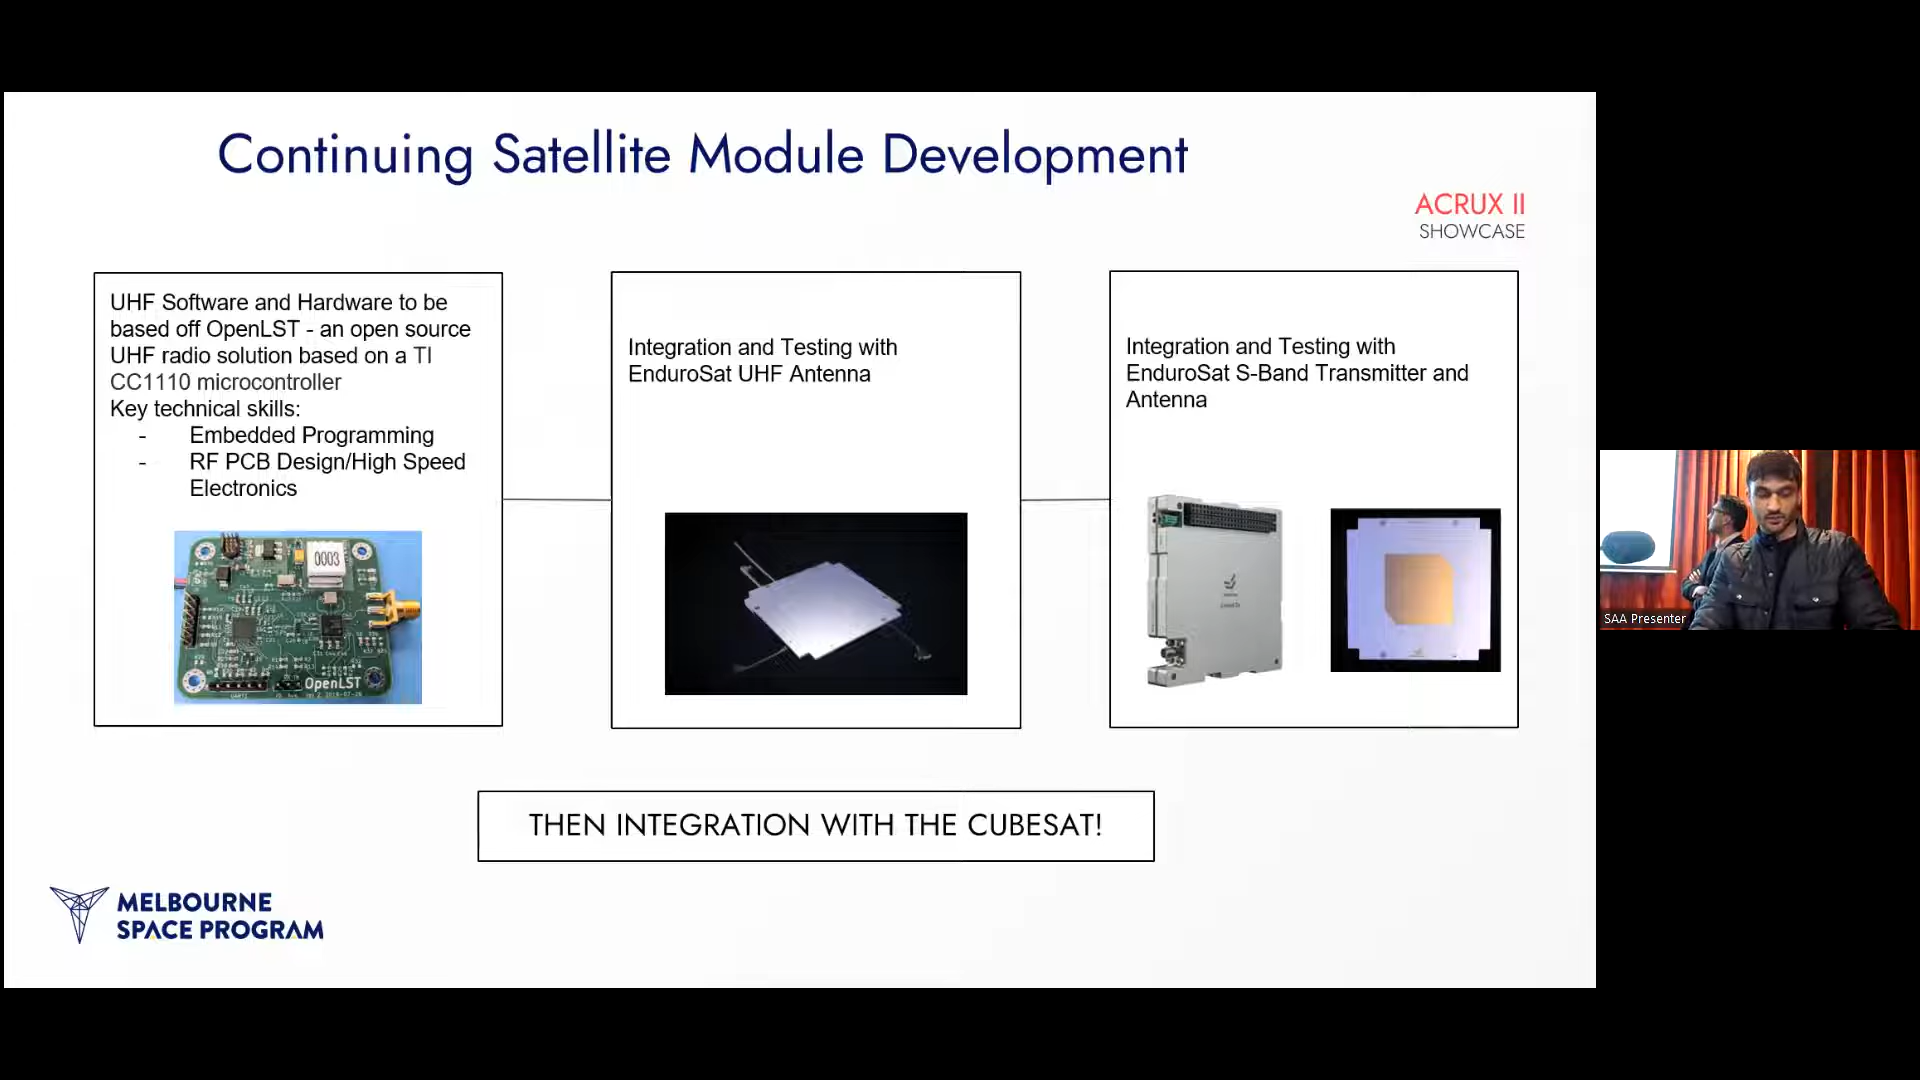 Continuing Satellite Module Development
ACRUX II
SHOWCASE
UHF Software and Hardware to be
based off OpenLST - an open source
UHF radio solution based on a TI
CC1110 microcontroller
Key technical skills:
- Embedded Programming
- RF PCB Design/High Speed
Electronics
0003
OpenLST
Integration and Testing with
EnduroSat UHF Antenna
Integration and Testing with
EnduroSat S-Band Transmitter and
Antenna
THEN INTEGRATION WITH THE CUBESAT!
MELBOURNE
SPACE PROGRAM
SAA Presenter